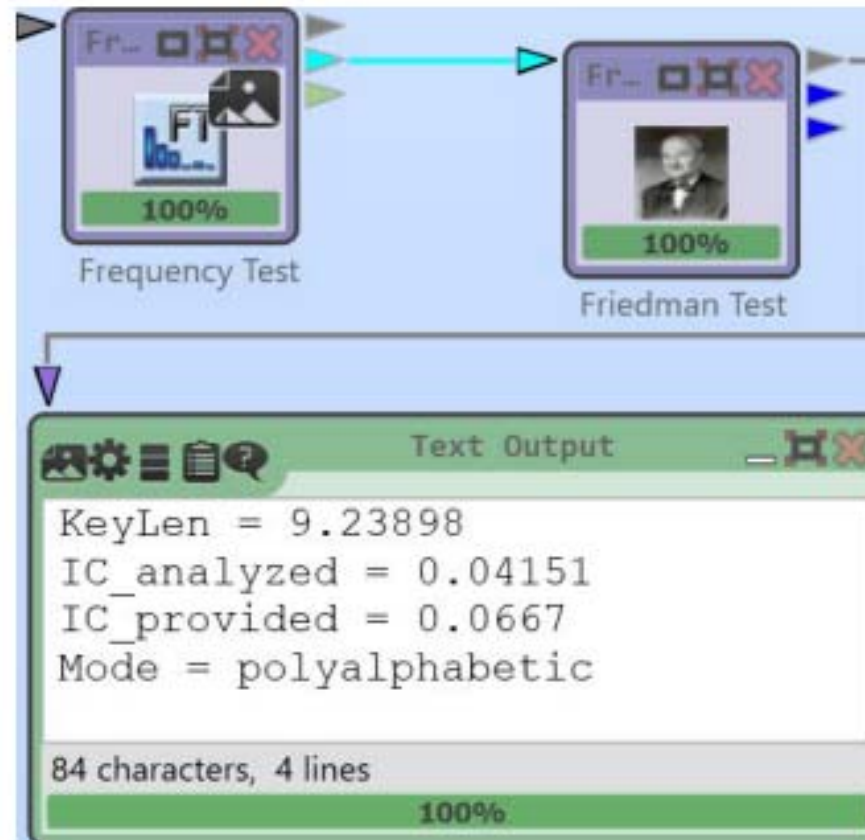 Fr...
FT
100%
Frequency Test
Fr...
100%
Friedman Test
Text Output
KeyLen = 9.23898
IC_analyzed = 0.04151
IC_provided = 0.0667
Mode = polyalphabetic
84 characters, 4 lines
100%